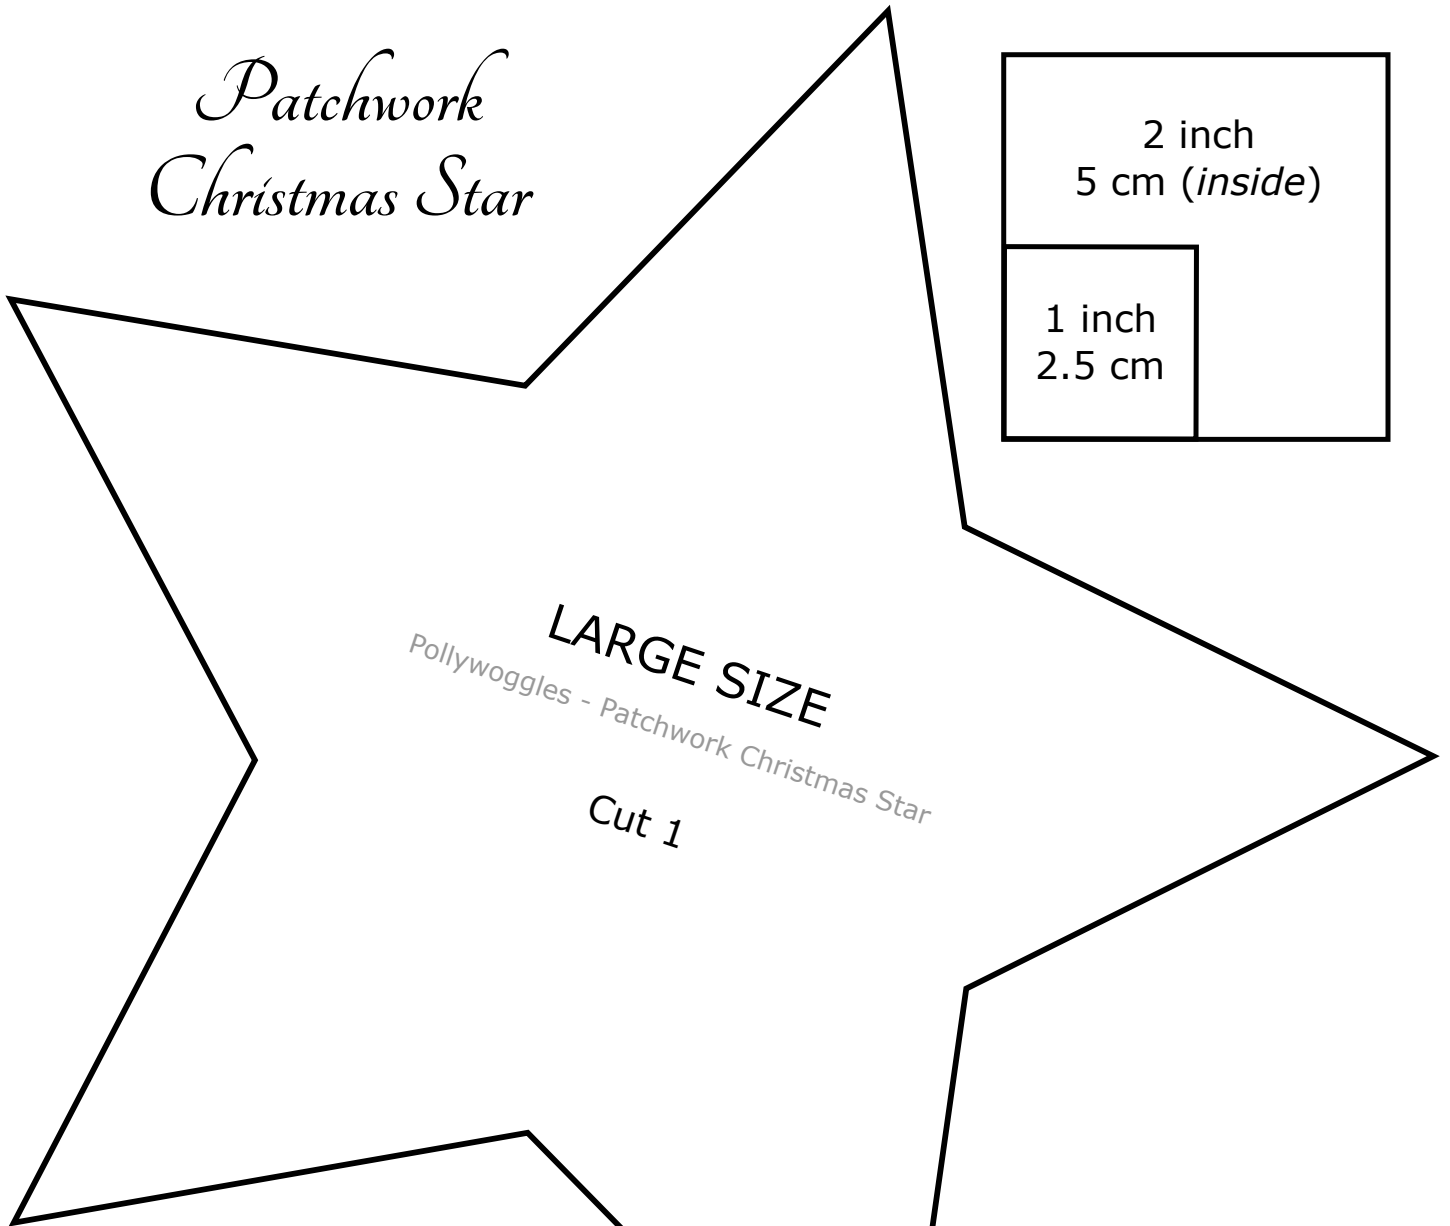 Patchwork
Christmas Star
2 inch
5 cm (inside)
1 inch
2.5 cm
LARGE SIZE
Pollywoggles - Patchwork Christmas Star
Cut 1